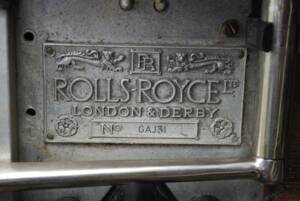 RR
ROLLS-ROYCE LTD
LONDON & DERBY
No GAJ31